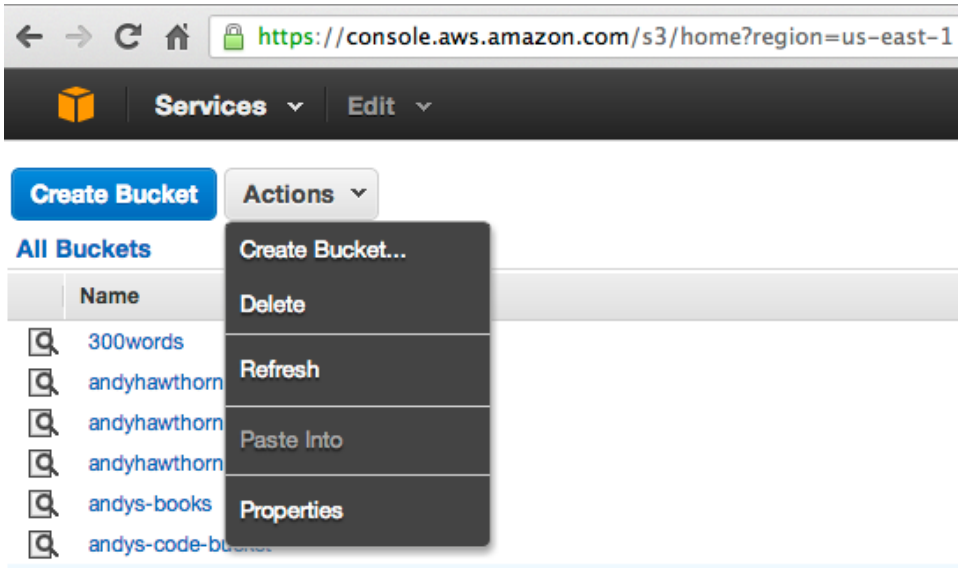 https://console.aws.amazon.com/s3/home?region=us-east-1
Services Edit
Create Bucket Actions
All Buckets
Create Bucket...
Name
Delete
300words
Refresh
andyhawthorn
andyhawthorn
Paste Into
andyhawthorn
andys-books
Properties
andys-code-bucket